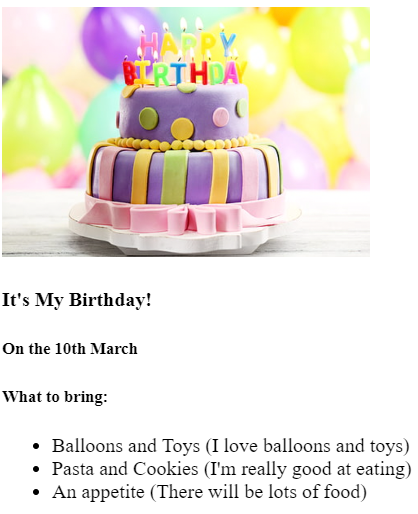 HAPPY
BIRTHDAY
It's My Birthday!
On the 10th March
What to bring:
Balloons and Toys (I love balloons and toys)
Pasta and Cookies (I'm really good at eating)
An appetite (There will be lots of food)